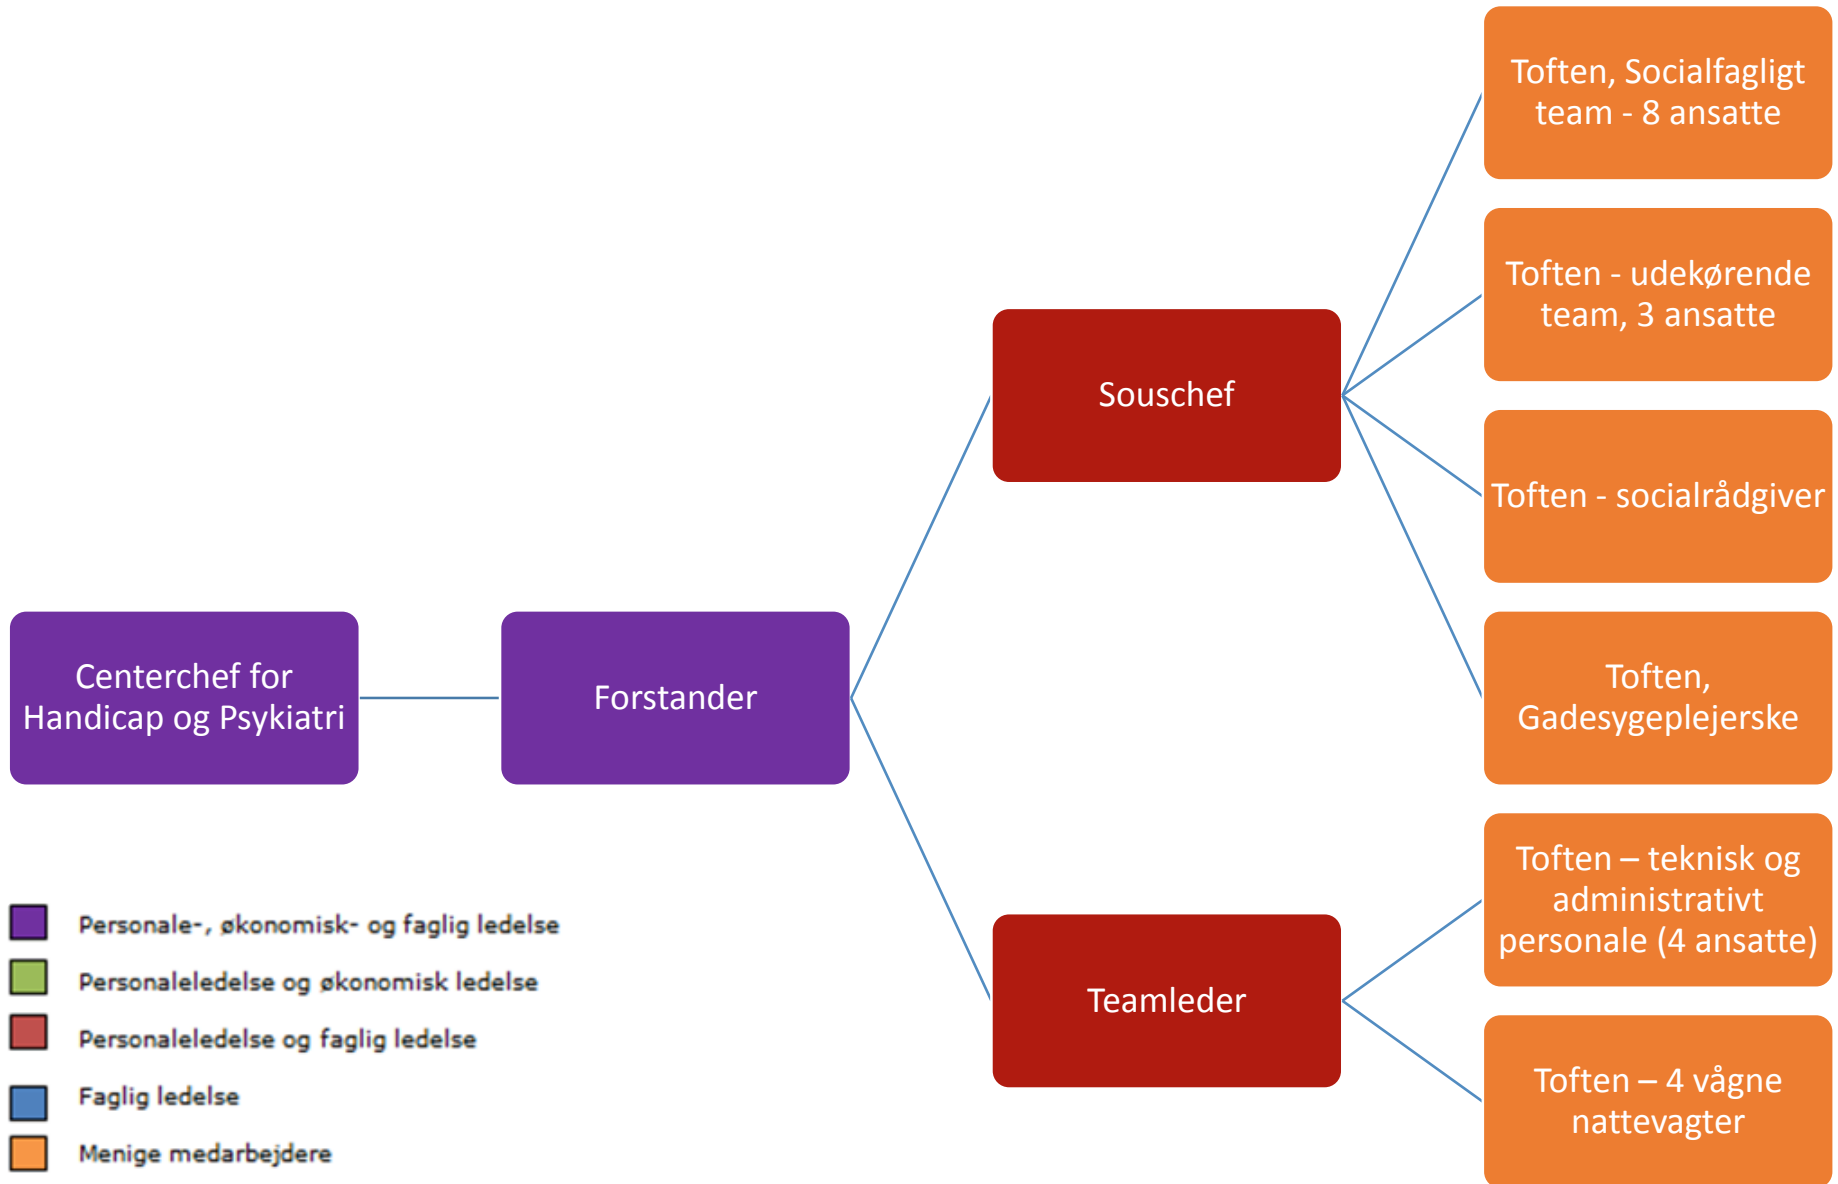 Toften, Socialfagligt
team - 8 ansatte
Toften - udekørende
team, 3 ansatte
Souschef
Toften - socialrådgiver
Centerchef for
Handicap og Psykiatri
Forstander
Toften,
Gadesygeplejerske
Toften – teknisk og
administrativt
personale (4 ansatte)
Teamleder
Toften – 4 vågne
nattevagter
Personale-, økonomisk- og faglig ledelse
Personaleledelse og økonomisk ledelse
Personaleledelse og faglig ledelse
Faglig ledelse
Menige medarbejdere